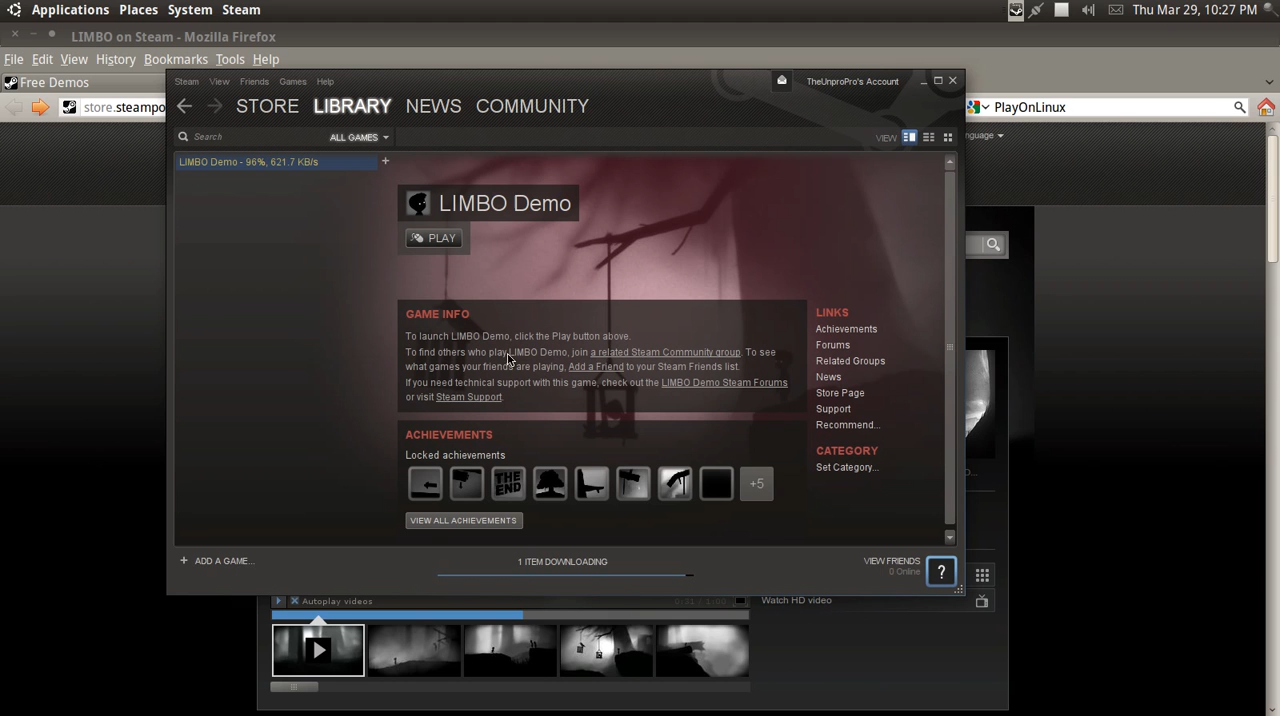 Applications Places System Steam
Thu Mar 29, 10:27 PM
LIMBO on Steam - Mozilla Firefox
File Edit View History Bookmarks Tools Help
Free Demos
store.steampo
PlayOnLinux
Steam View Friends Games Help
TheUnproPro's Account
STORE LIBRARY NEWS COMMUNITY
nguage
Search
ALL GAMES
VIEW
LIMBO Demo - 96%, 621.7 KB/s
+
LIMBO Demo
PLAY
GAME INFO
To launch LIMBO Demo, click the Play button above.
To find others who play LIMBO Demo, join a related Steam Community group. To see
what games your friends are playing, Add a Friend to your Steam Friends list.
If you need technical support with this game, check out the LIMBO Demo Steam Forums
or visit Steam Support.
LINKS
Achievements
Forums
Related Groups
News
Store Page
Support
Recommend...
CATEGORY
Set Category...
ACHIEVEMENTS
Locked achievements
THE
END
+5
VIEW ALL ACHIEVEMENTS
+ ADD A GAME...
1 ITEM DOWNLOADING
VIEW FRIENDS
0 Online
?
Autoplay videos
Watch HD video